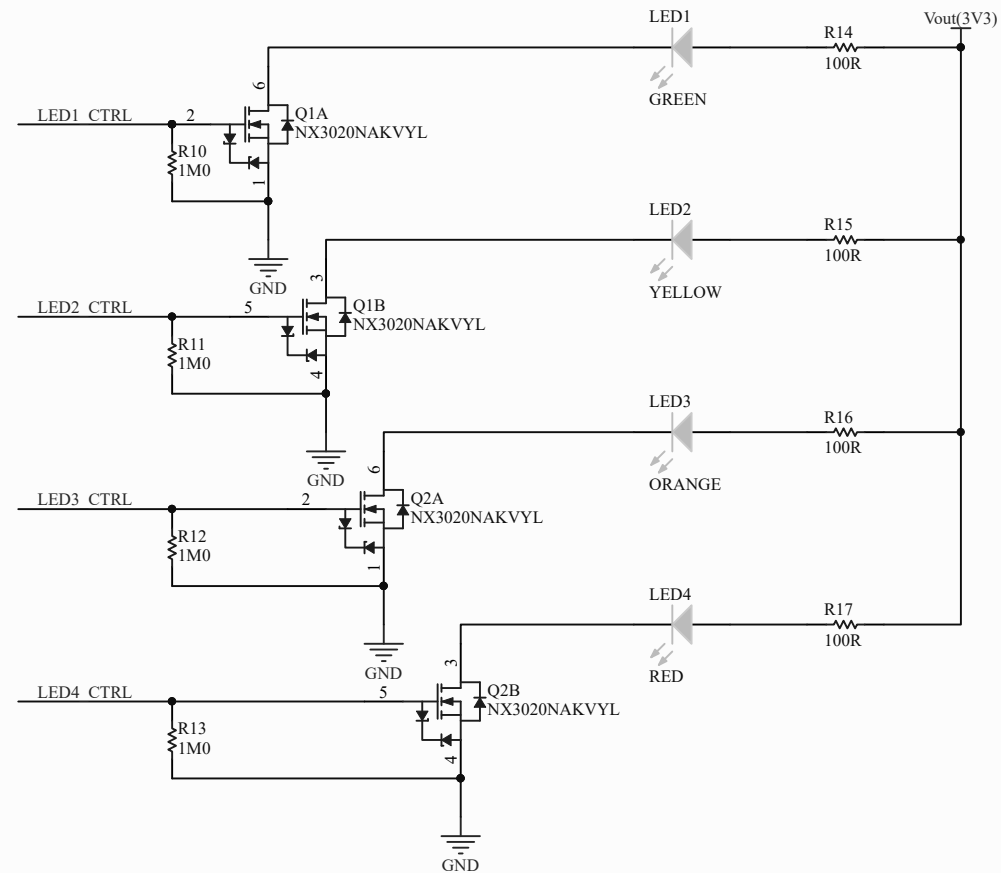 LED1
Vout(3V3)
R14
100R
GREEN
6
LED1_CTRL
2
Q1A
NX3020NAKVYL
R10
1M0
1
GND
LED2
R15
100R
YELLOW
3
LED2_CTRL
5
Q1B
NX3020NAKVYL
R11
1M0
4
GND
LED3
R16
100R
ORANGE
6
LED3_CTRL
2
Q2A
NX3020NAKVYL
R12
1M0
1
GND
LED4
R17
100R
RED
3
LED4_CTRL
5
Q2B
NX3020NAKVYL
R13
1M0
4
GND